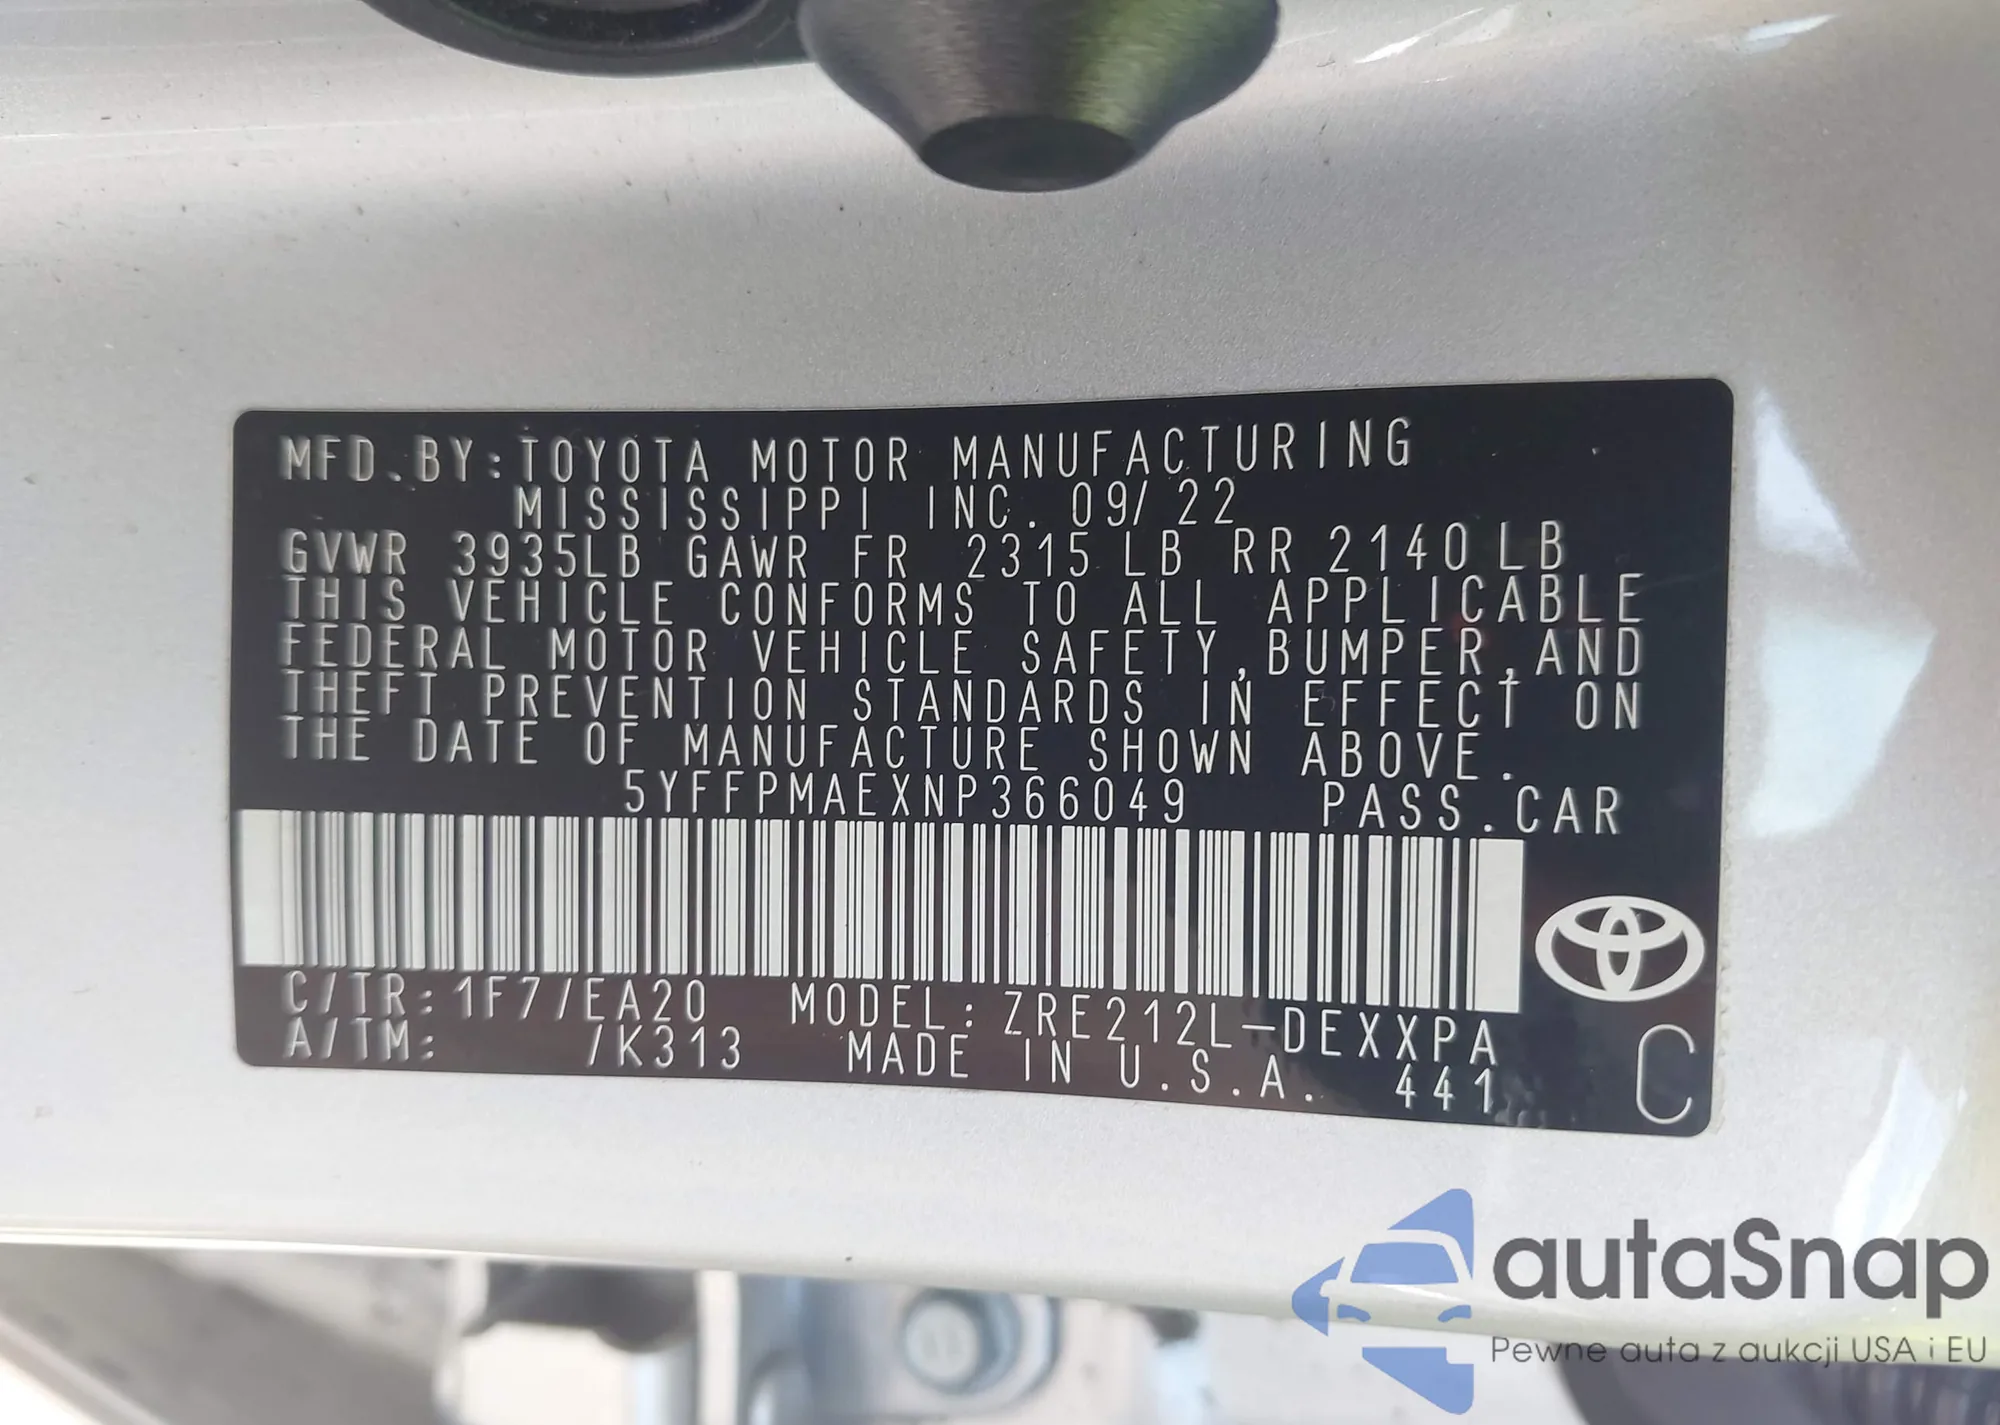 MFD.BY:TOYOTA MOTOR MANUFACTURING
MISSISSIPPI INC. 09/22
GVWR 3935LB GAWR FR 2315 LB RR 2140 LB
THIS VEHICLE CONFORMS TO ALL APPLICABLE
FEDERAL MOTOR VEHICLE SAFETY,BUMPER,AND
THEFT PREVENTION STANDARDS IN EFFECT ON
THE DATE OF MANUFACTURE SHOWN ABOVE.
5YFFPMAEXNP366049 PASS.CAR
C/TR:1F7/EA20 MODEL:ZRE212L-DEXXPA
A/TM: /K313 MADE IN U.S.A. 441
C
autaSnap
Pewne auta z aukcji USA i EU